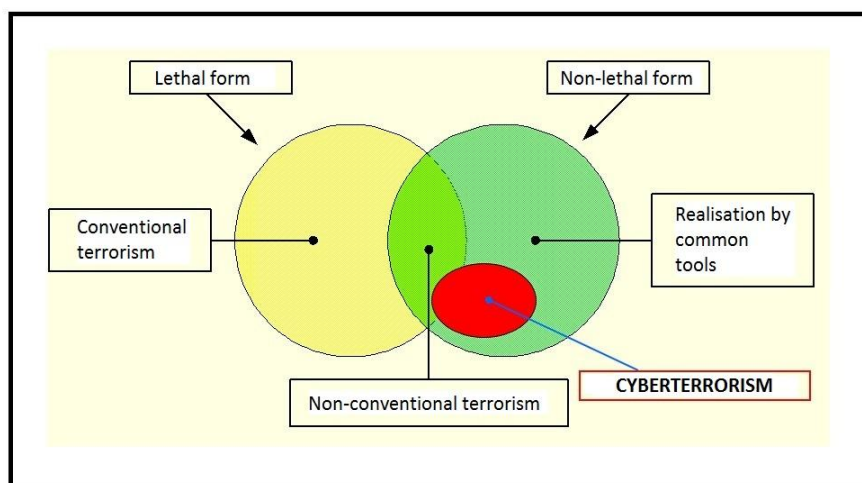 Lethal form
Non-lethal form
Conventional
terrorism
Realisation by
common
tools
CYBERTERRORISM
Non-conventional terrorism